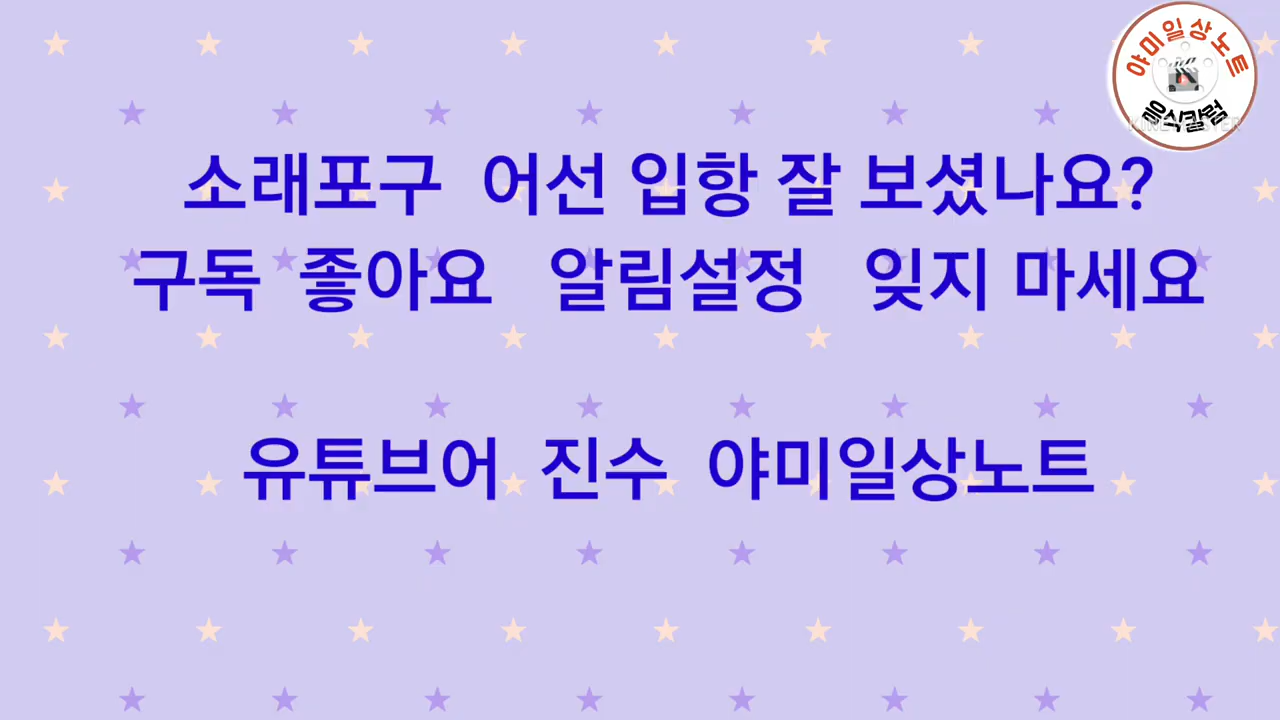 야미일상노트
음식칼럼
KINEMASTER
소래포구 어선 입항 잘 보셨나요?
구독 좋아요 알림설정 잊지 마세요
유튜브어 진수 야미일상노트